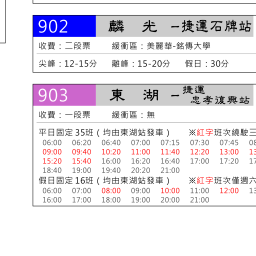 902 麟光－捷運石牌站
收費：二段票 緩衝區：美麗華-銘傳大學
尖峰：12-15分 離峰：15-20分 假日：30分
903 東湖－捷運忠孝復興站
收費：一段票 緩衝區：無
平日固定35班（均由東湖站發車） ※紅字班次繞駛三
06:00 06:20 06:40 07:00 07:15 07:30 07:45
09:00 09:40 10:20 11:00 11:40 12:20 13:00
15:20 15:40 16:00 16:20 16:40 17:00 17:20
18:40 19:00 19:40 20:20 21:00
假日固定16班（均由東湖站發車） ※紅字班次僅週六
06:00 07:00 08:00 09:00 10:00 11:00 12:00
16:00 17:00 18:00 19:00 20:00 21:00